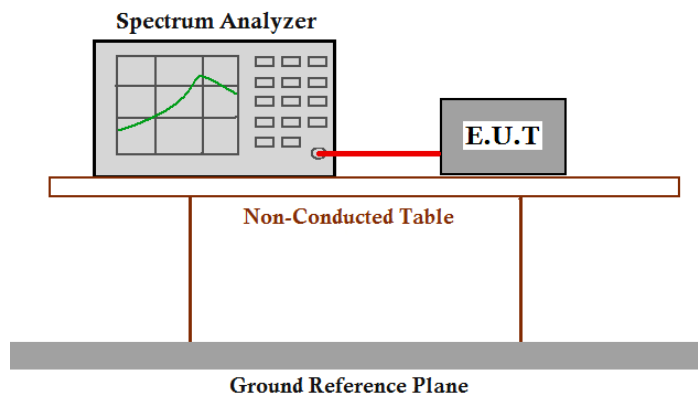 Spectrum Analyzer
E.U.T
Non-Conducted Table
Ground Reference Plane